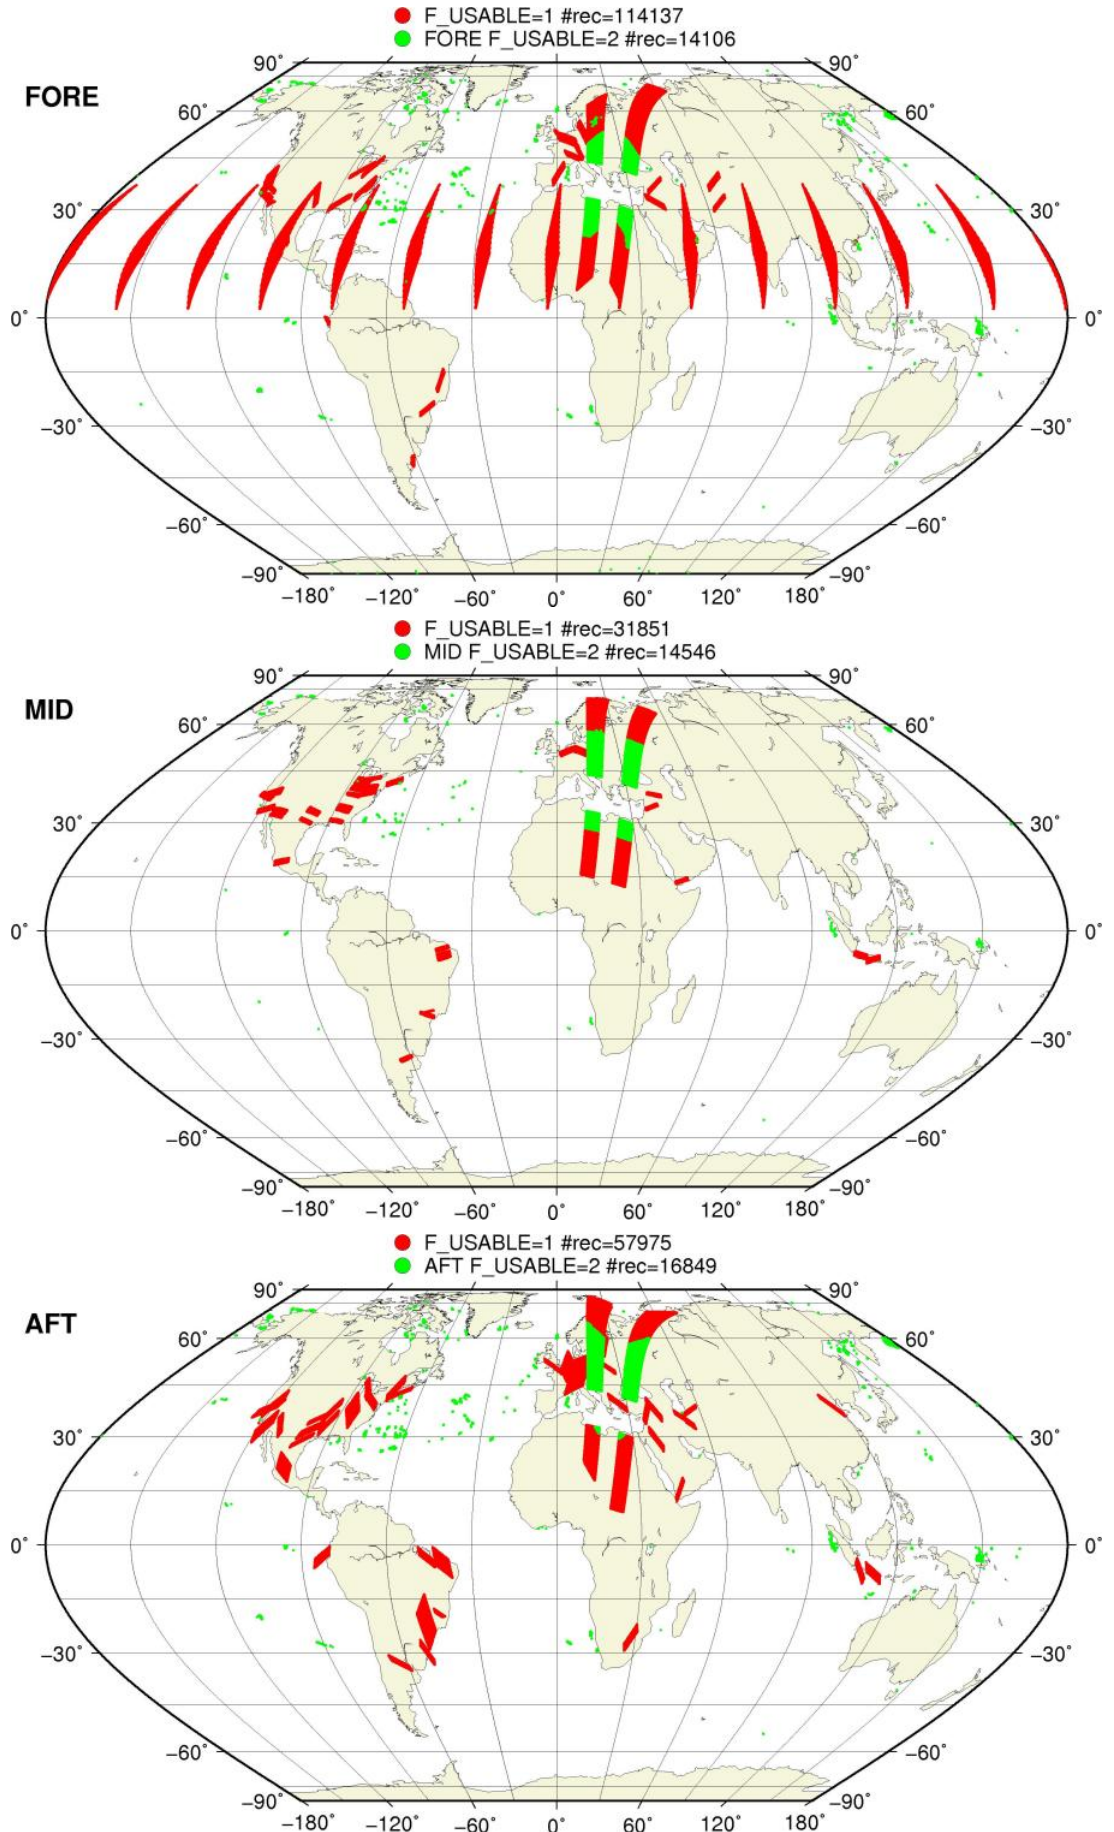 F_USABLE=1 #rec=114137
FORE F_USABLE=2 #rec=14106
FORE
90° 90°
60° 60°
30° 30°
0° 0°
−30° −30°
−60° −60°
−90° −90°
−180° −120° −60° 0° 60° 120° 180°
F_USABLE=1 #rec=31851
MID F_USABLE=2 #rec=14546
MID
90° 90°
60° 60°
30° 30°
0° 0°
−30° −30°
−60° −60°
−90° −90°
−180° −120° −60° 0° 60° 120° 180°
F_USABLE=1 #rec=57975
AFT F_USABLE=2 #rec=16849
AFT
90° 90°
60° 60°
30° 30°
0° 0°
−30° −30°
−60° −60°
−90° −90°
−180° −120° −60° 0° 60° 120° 180°